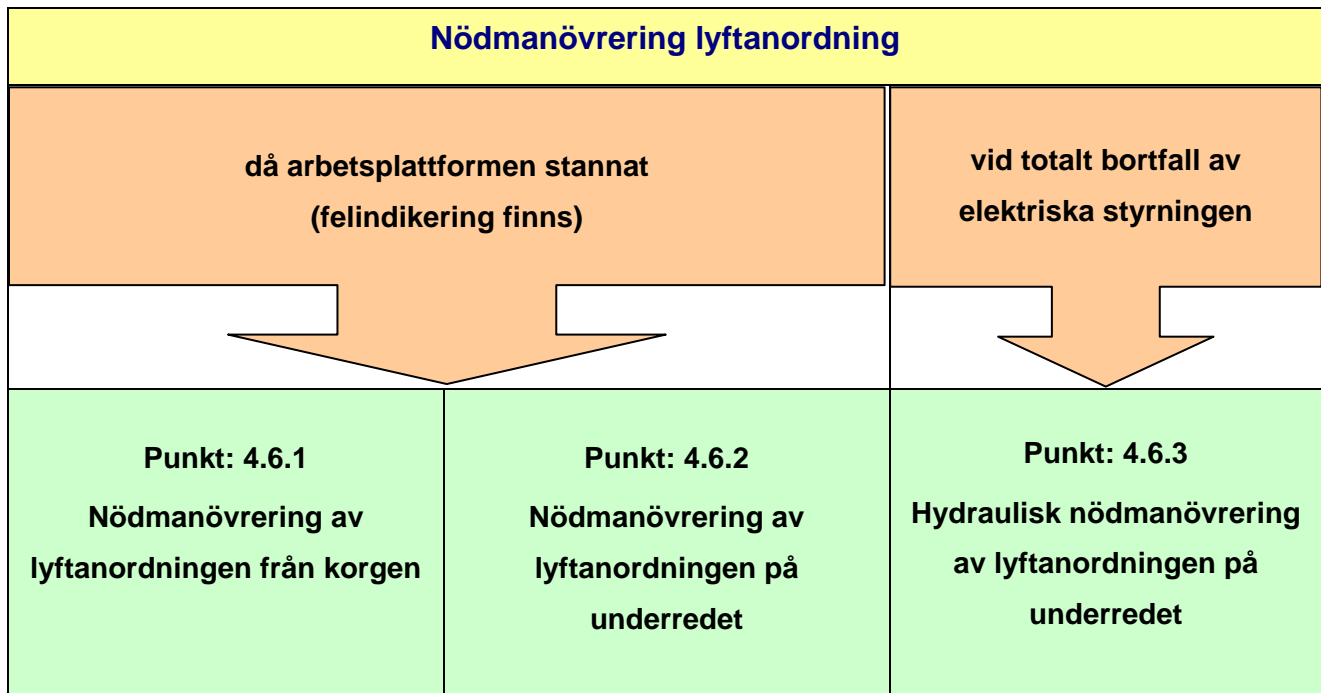 Nödmanövrering lyftanordning
då arbetsplattformen stannat
(felindikering finns)
vid totalt bortfall av
elektriska styrningen
Punkt: 4.6.1
Nödmanövrering av
lyftanordningen från korgen
Punkt: 4.6.2
Nödmanövrering av
lyftanordningen på
underredet
Punkt: 4.6.3
Hydraulisk nödmanövrering
av lyftanordningen på
underredet